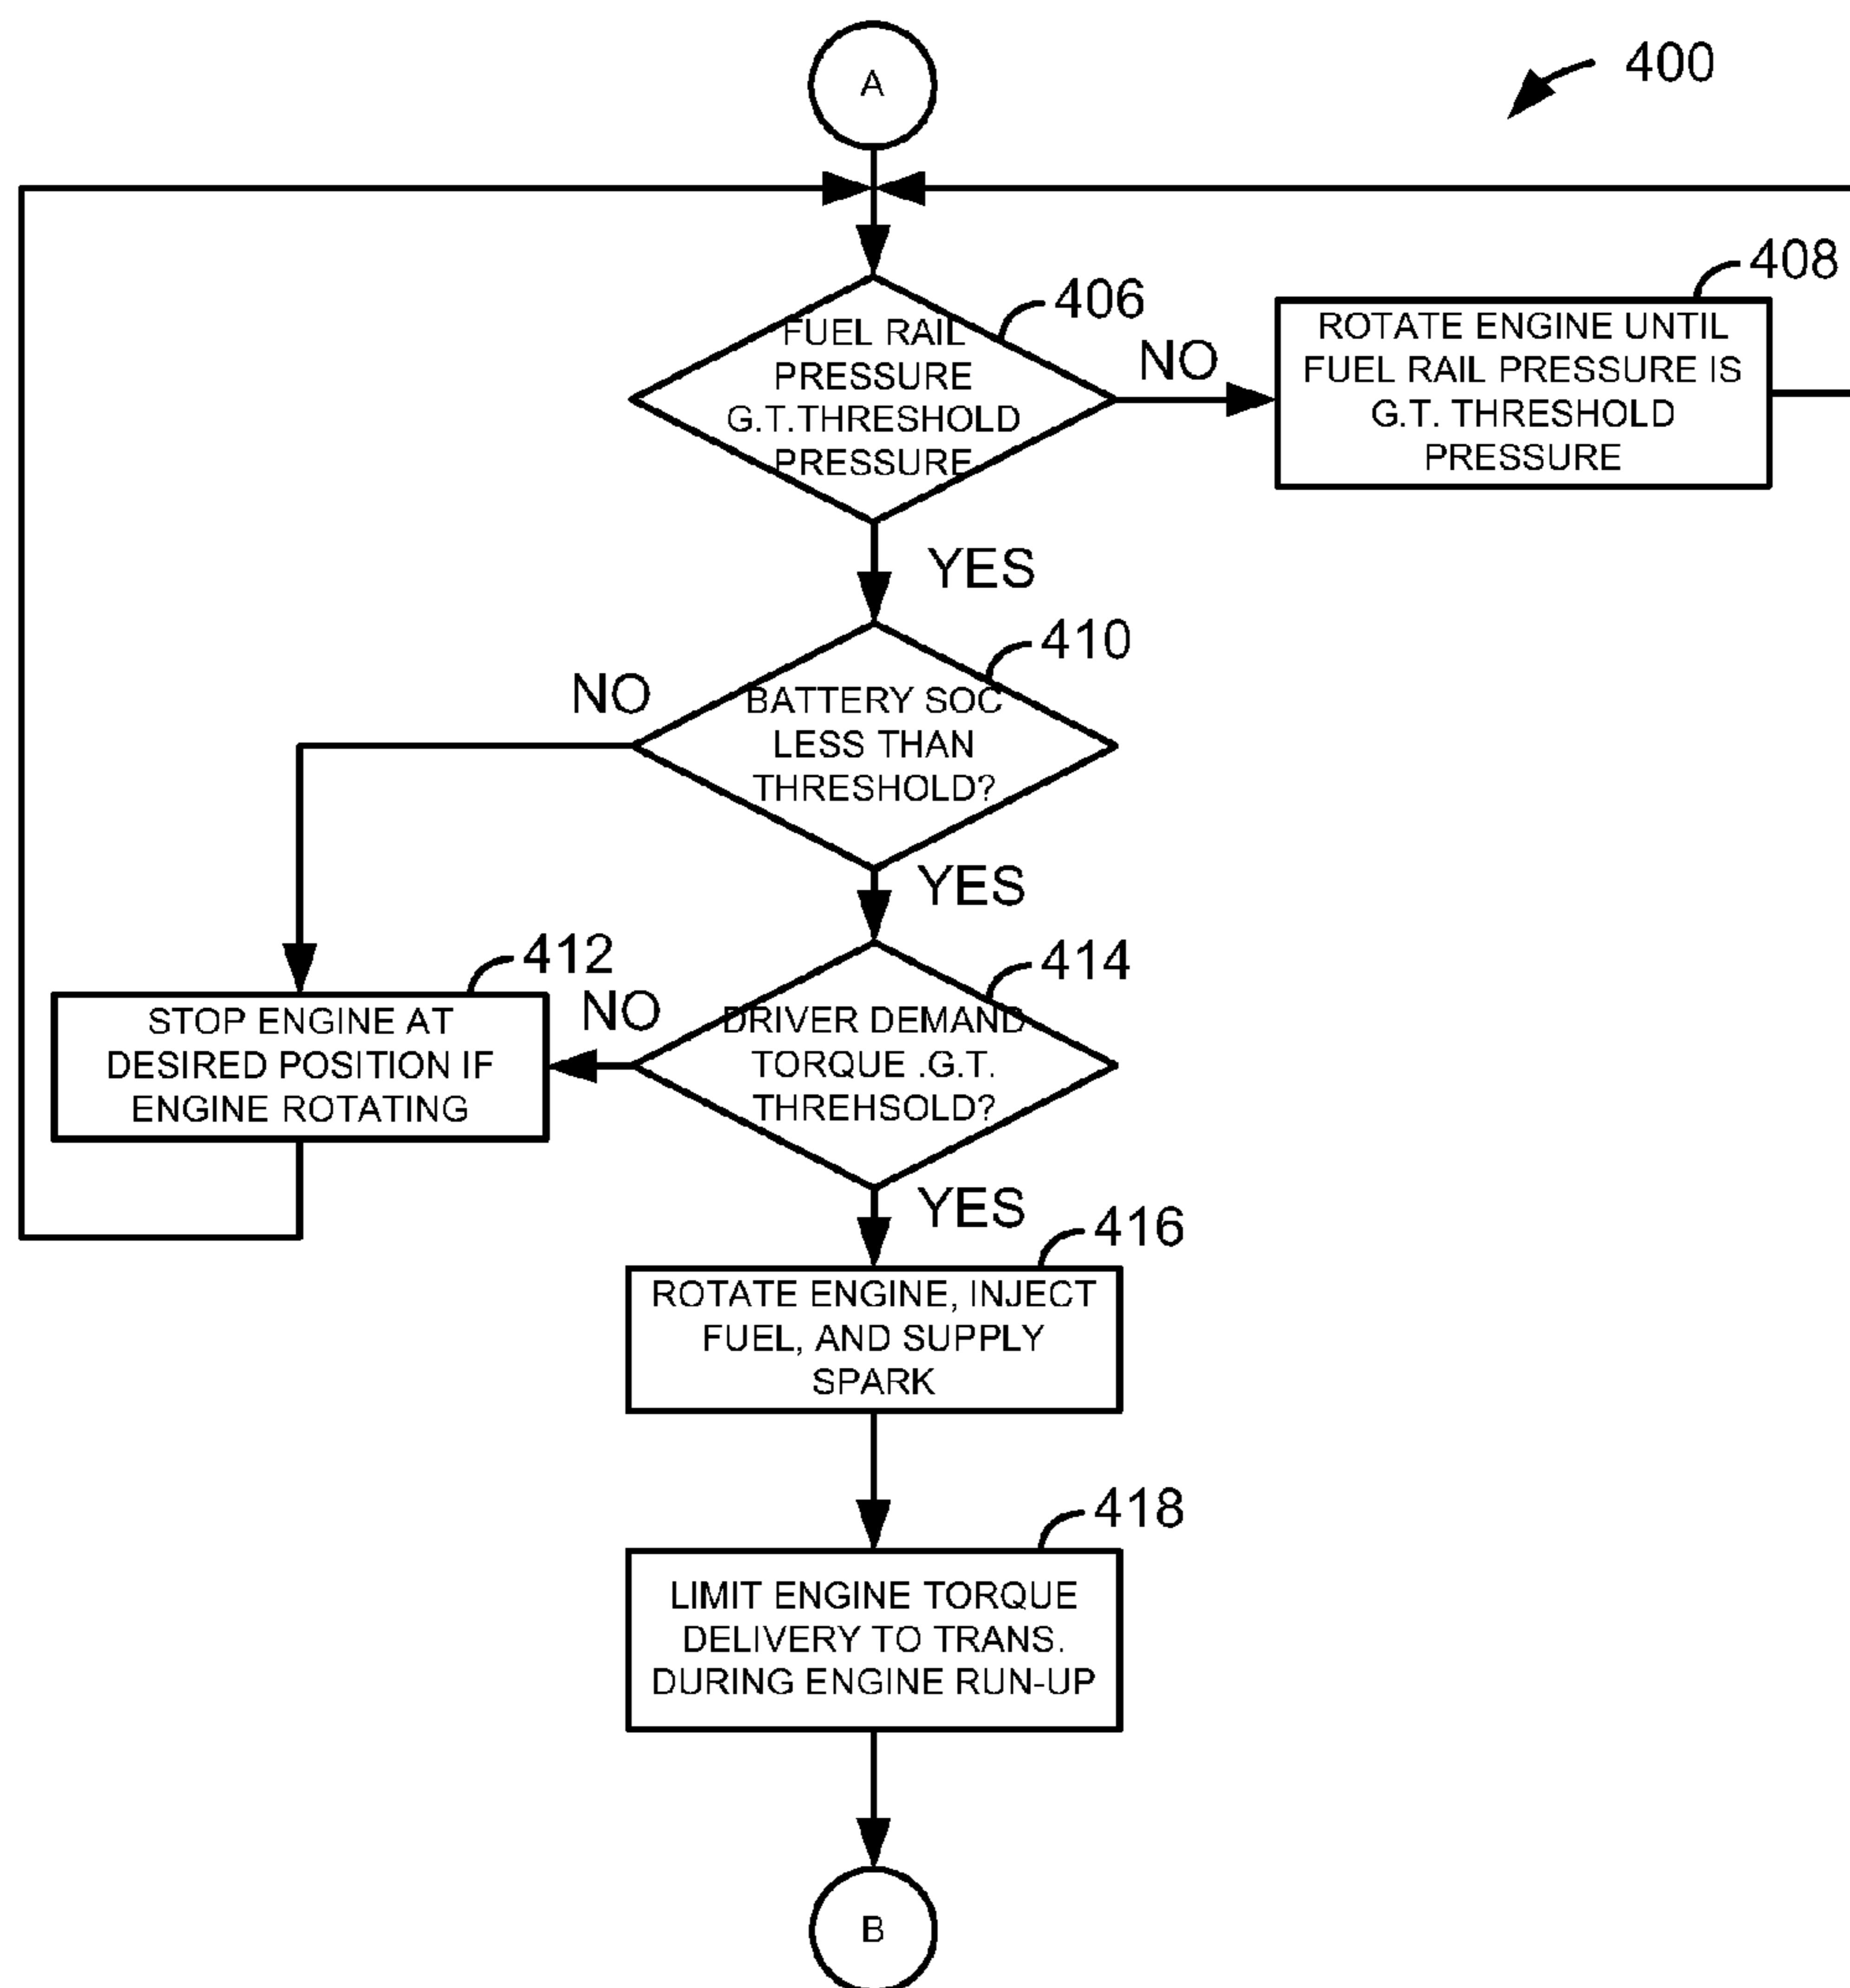 A
400
406
FUEL RAIL
PRESSURE
G.T.THRESHOLD
PRESSURE
NO
408
ROTATE ENGINE UNTIL
FUEL RAIL PRESSURE IS
G.T. THRESHOLD
PRESSURE
YES
410
NO
BATTERY SOC
LESS THAN
THRESHOLD?
YES
412
STOP ENGINE AT
DESIRED POSITION IF
ENGINE ROTATING
NO
414
DRIVER DEMAND
TORQUE .G.T.
THREHSOLD?
YES
416
ROTATE ENGINE, INJECT
FUEL, AND SUPPLY
SPARK
418
LIMIT ENGINE TORQUE
DELIVERY TO TRANS.
DURING ENGINE RUN-UP
B